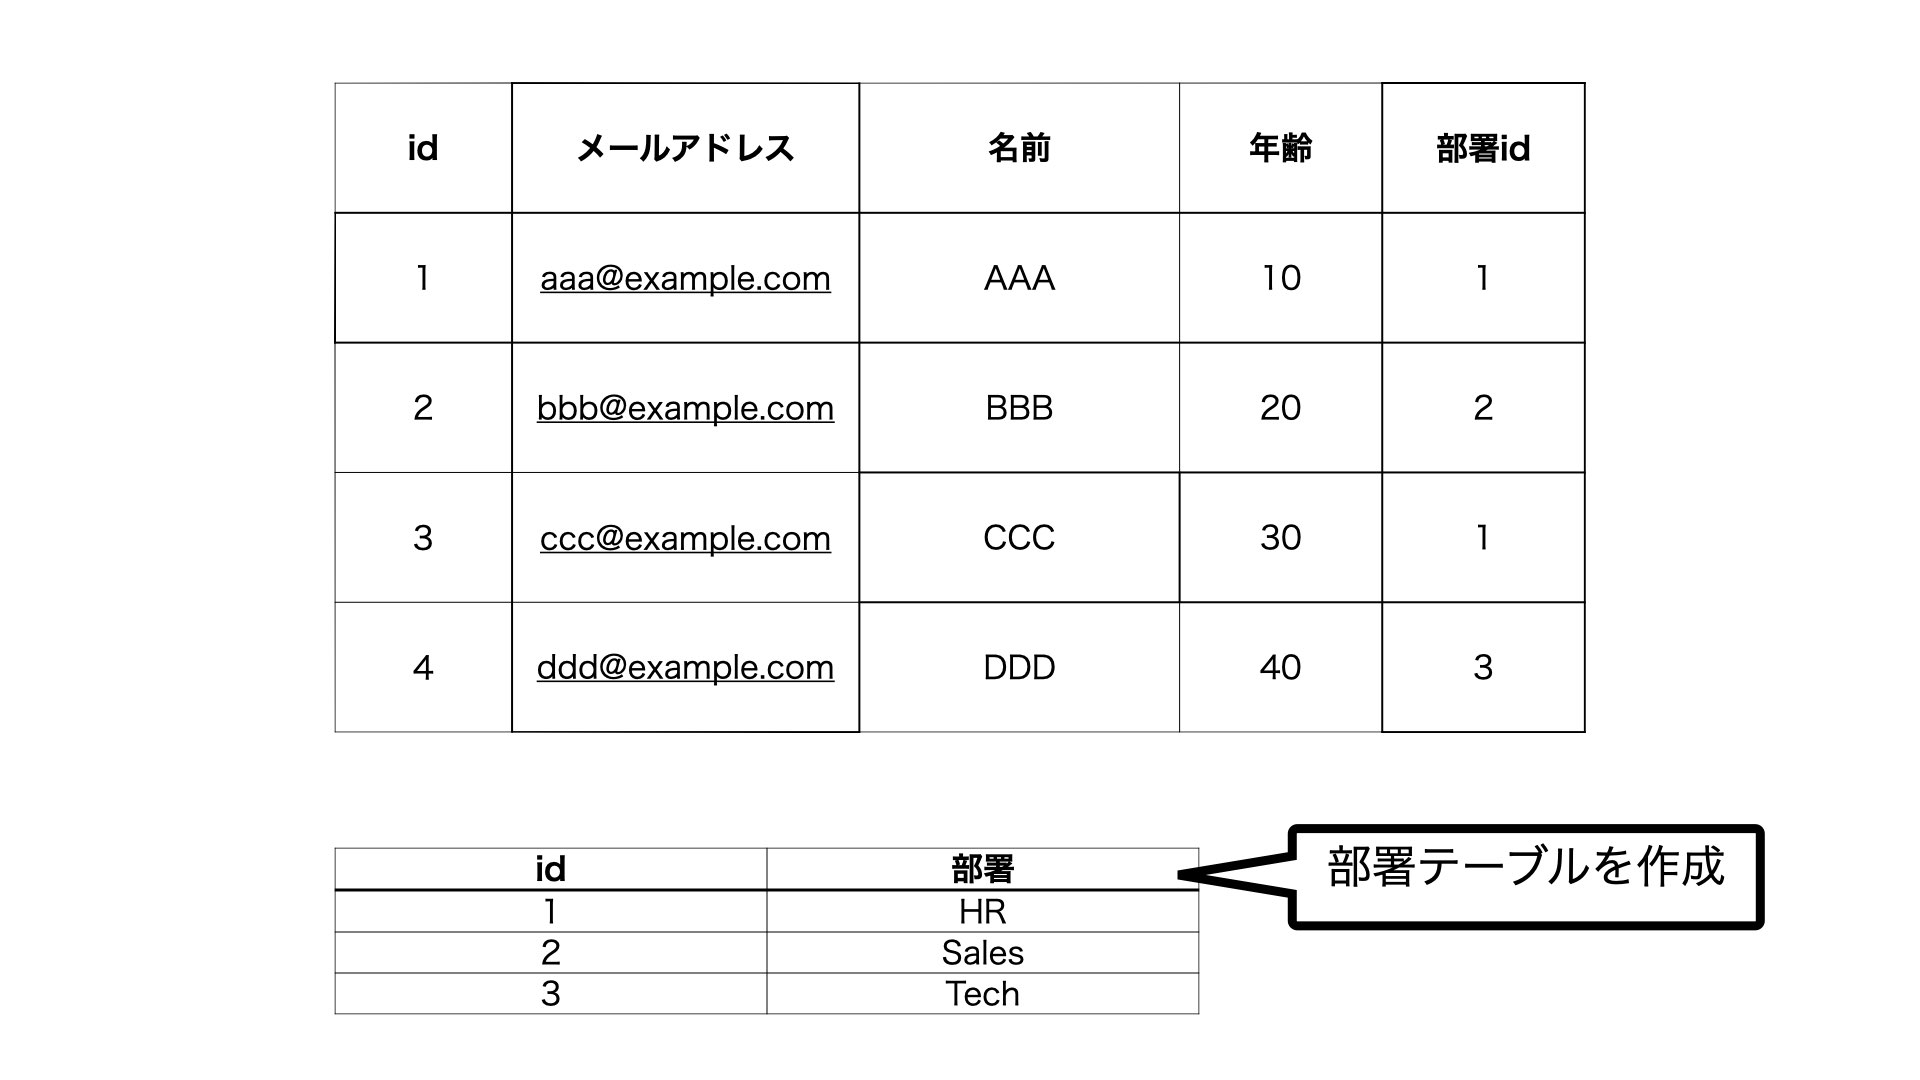 id メールアドレス 名前 年齢 部署id
1 aaa@example.com AAA 10 1
2 bbb@example.com BBB 20 2
3 ccc@example.com CCC 30 1
4 ddd@example.com DDD 40 3
id 部署
1 HR
2 Sales
3 Tech
部署テーブルを作成